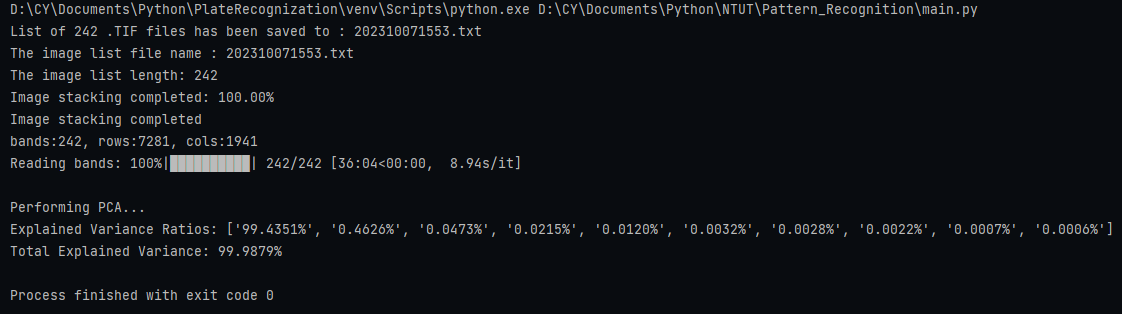 D:\CY\Documents\Python\PlateRecognization\venv\Scripts\python.exe D:\CY\Documents\Python\NTUT\Pattern_Recognition\main.py
List of 242 .TIF files has been saved to : 202310071553.txt
The image list file name : 202310071553.txt
The image list length: 242
Image stacking completed: 100.00%
Image stacking completed
bands:242, rows:7281, cols:1941
Reading bands: 100%|██████████| 242/242 [36:04<00:00,  8.94s/it]
Performing PCA...
Explained Variance Ratios: ['99.4351%', '0.4626%', '0.0473%', '0.0215%', '0.0120%', '0.0032%', '0.0028%', '0.0022%', '0.0007%', '0.0006%']
Total Explained Variance: 99.9879%
Process finished with exit code 0